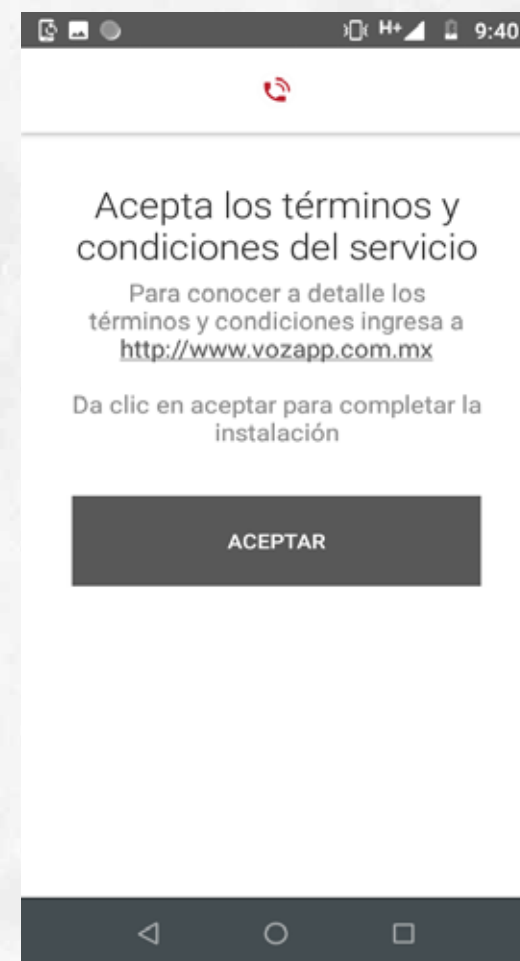 H+ 9:40
Acepta los términos y
condiciones del servicio
Para conocer a detalle los
términos y condiciones ingresa a
http://www.vozapp.com.mx
Da clic en aceptar para completar la
instalación
ACEPTAR